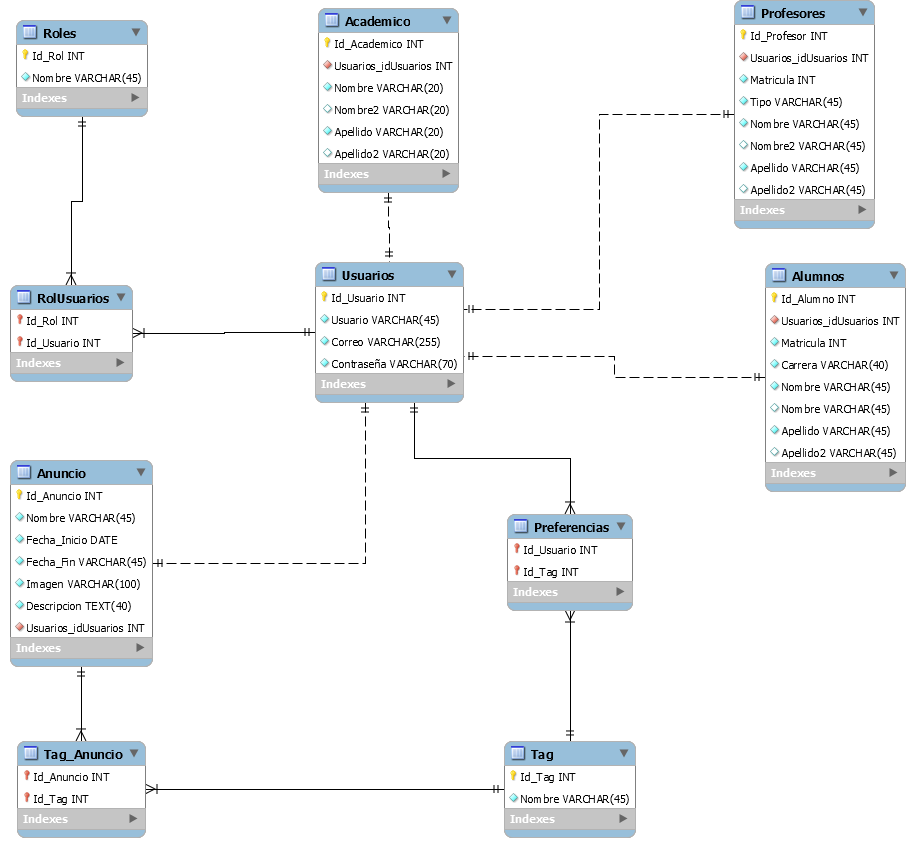 Roles
Id_Rol INT
Nombre VARCHAR(45)
Indexes
Academico
Id_Academico INT
Usuarios_idUsuarios INT
Nombre VARCHAR(20)
Nombre2 VARCHAR(20)
Apellido VARCHAR(20)
Apellido2 VARCHAR(20)
Indexes
Profesores
Id_Profesor INT
Usuarios_idUsuarios INT
Matricula INT
Tipo VARCHAR(45)
Nombre VARCHAR(45)
Nombre2 VARCHAR(45)
Apellido VARCHAR(45)
Apellido2 VARCHAR(45)
Indexes
RolUsuarios
Id_Rol INT
Id_Usuario INT
Indexes
Usuarios
Id_Usuario INT
Usuario VARCHAR(45)
Correo VARCHAR(255)
Contraseña VARCHAR(70)
Indexes
Alumnos
Id_Alumno INT
Usuarios_idUsuarios INT
Matricula INT
Carrera VARCHAR(40)
Nombre VARCHAR(45)
Nombre VARCHAR(45)
Apellido VARCHAR(45)
Apellido2 VARCHAR(45)
Indexes
Anuncio
Id_Anuncio INT
Nombre VARCHAR(45)
Fecha_Inicio DATE
Fecha_Fin VARCHAR(45)
Imagen VARCHAR(100)
Descripcion TEXT(40)
Usuarios_idUsuarios INT
Indexes
Preferencias
Id_Usuario INT
Id_Tag INT
Indexes
Tag_Anuncio
Id_Anuncio INT
Id_Tag INT
Indexes
Tag
Id_Tag INT
Nombre VARCHAR(45)
Indexes